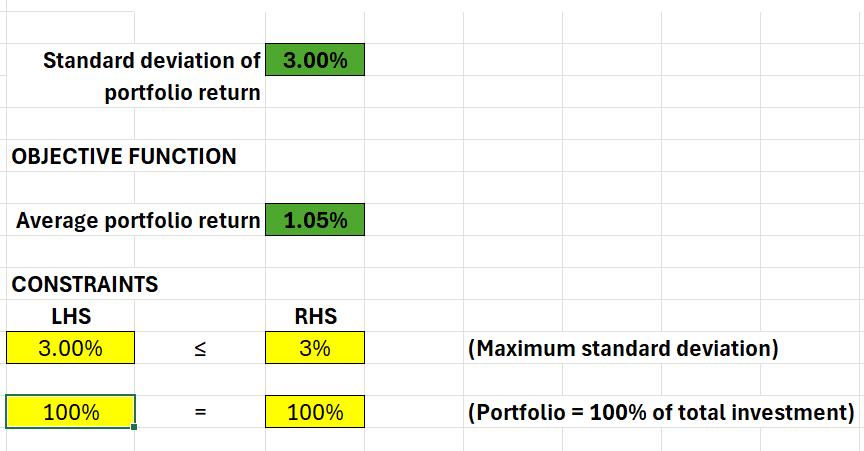 Standard deviation of 3.00%
portfolio return
OBJECTIVE FUNCTION
Average portfolio return 1.05%
CONSTRAINTS
LHS RHS
3.00% ≤ 3% (Maximum standard deviation)
100% = 100% (Portfolio = 100% of total investment)